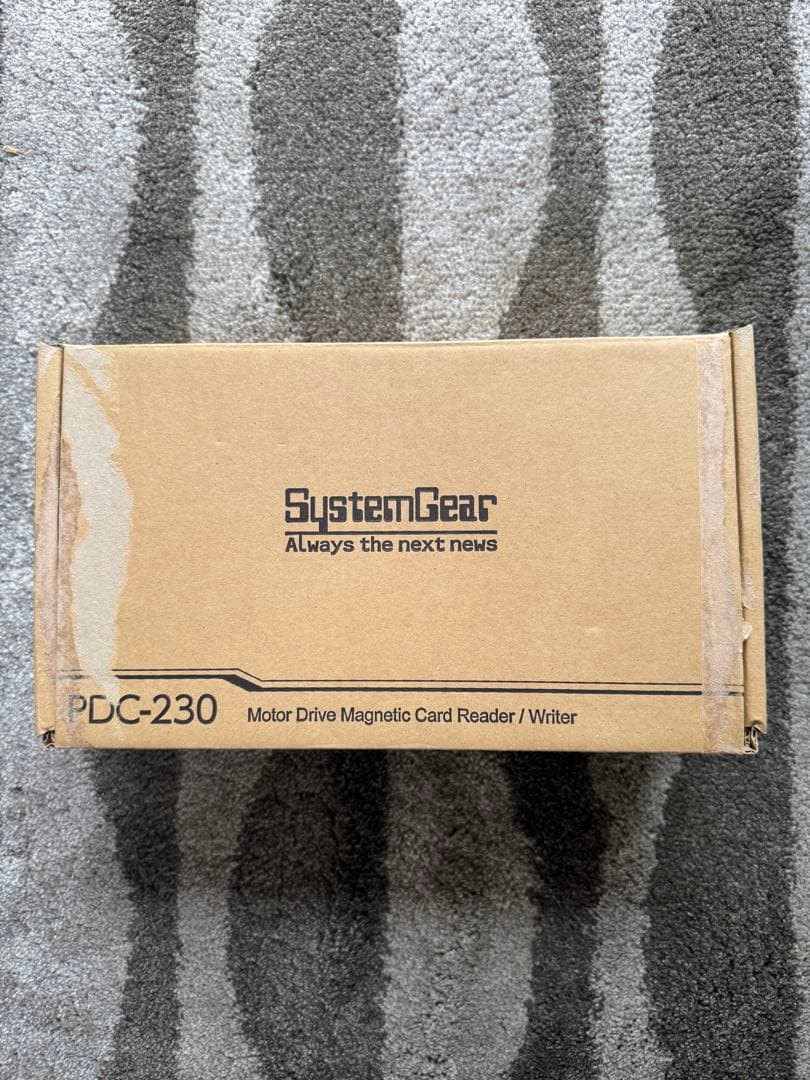 SystemGear
Always the next news
PDC-230
Motor Drive Magnetic Card Reader / Writer